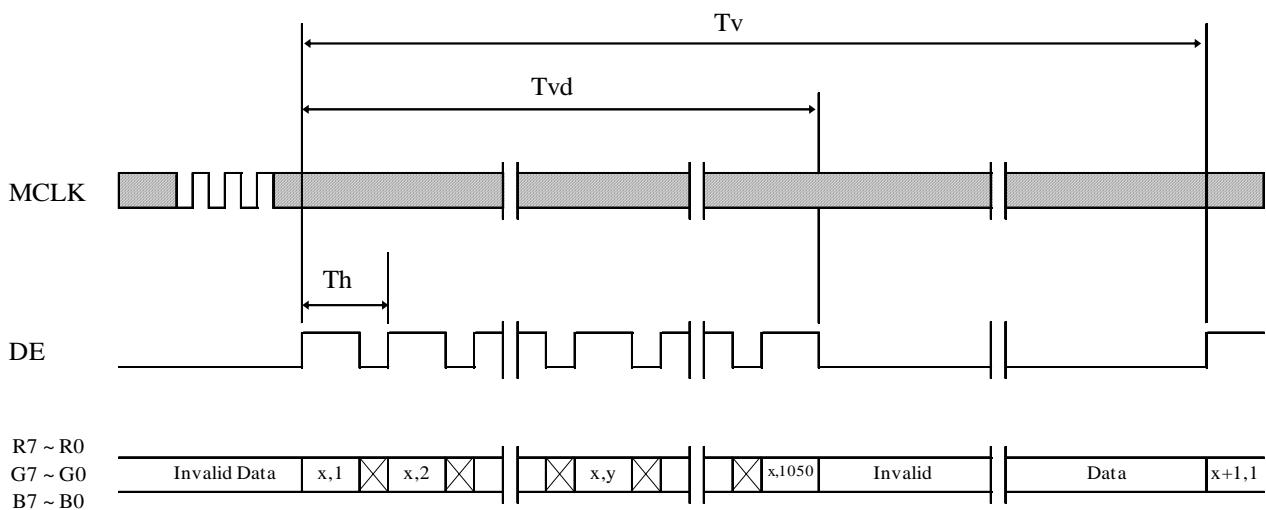 Tv
Tvd
MCLK
Th
DE
R7 ~ R0
G7 ~ G0
B7 ~ B0
Invalid Data
x,1
x,2
x,y
x,1050
Invalid
Data
x+1,1